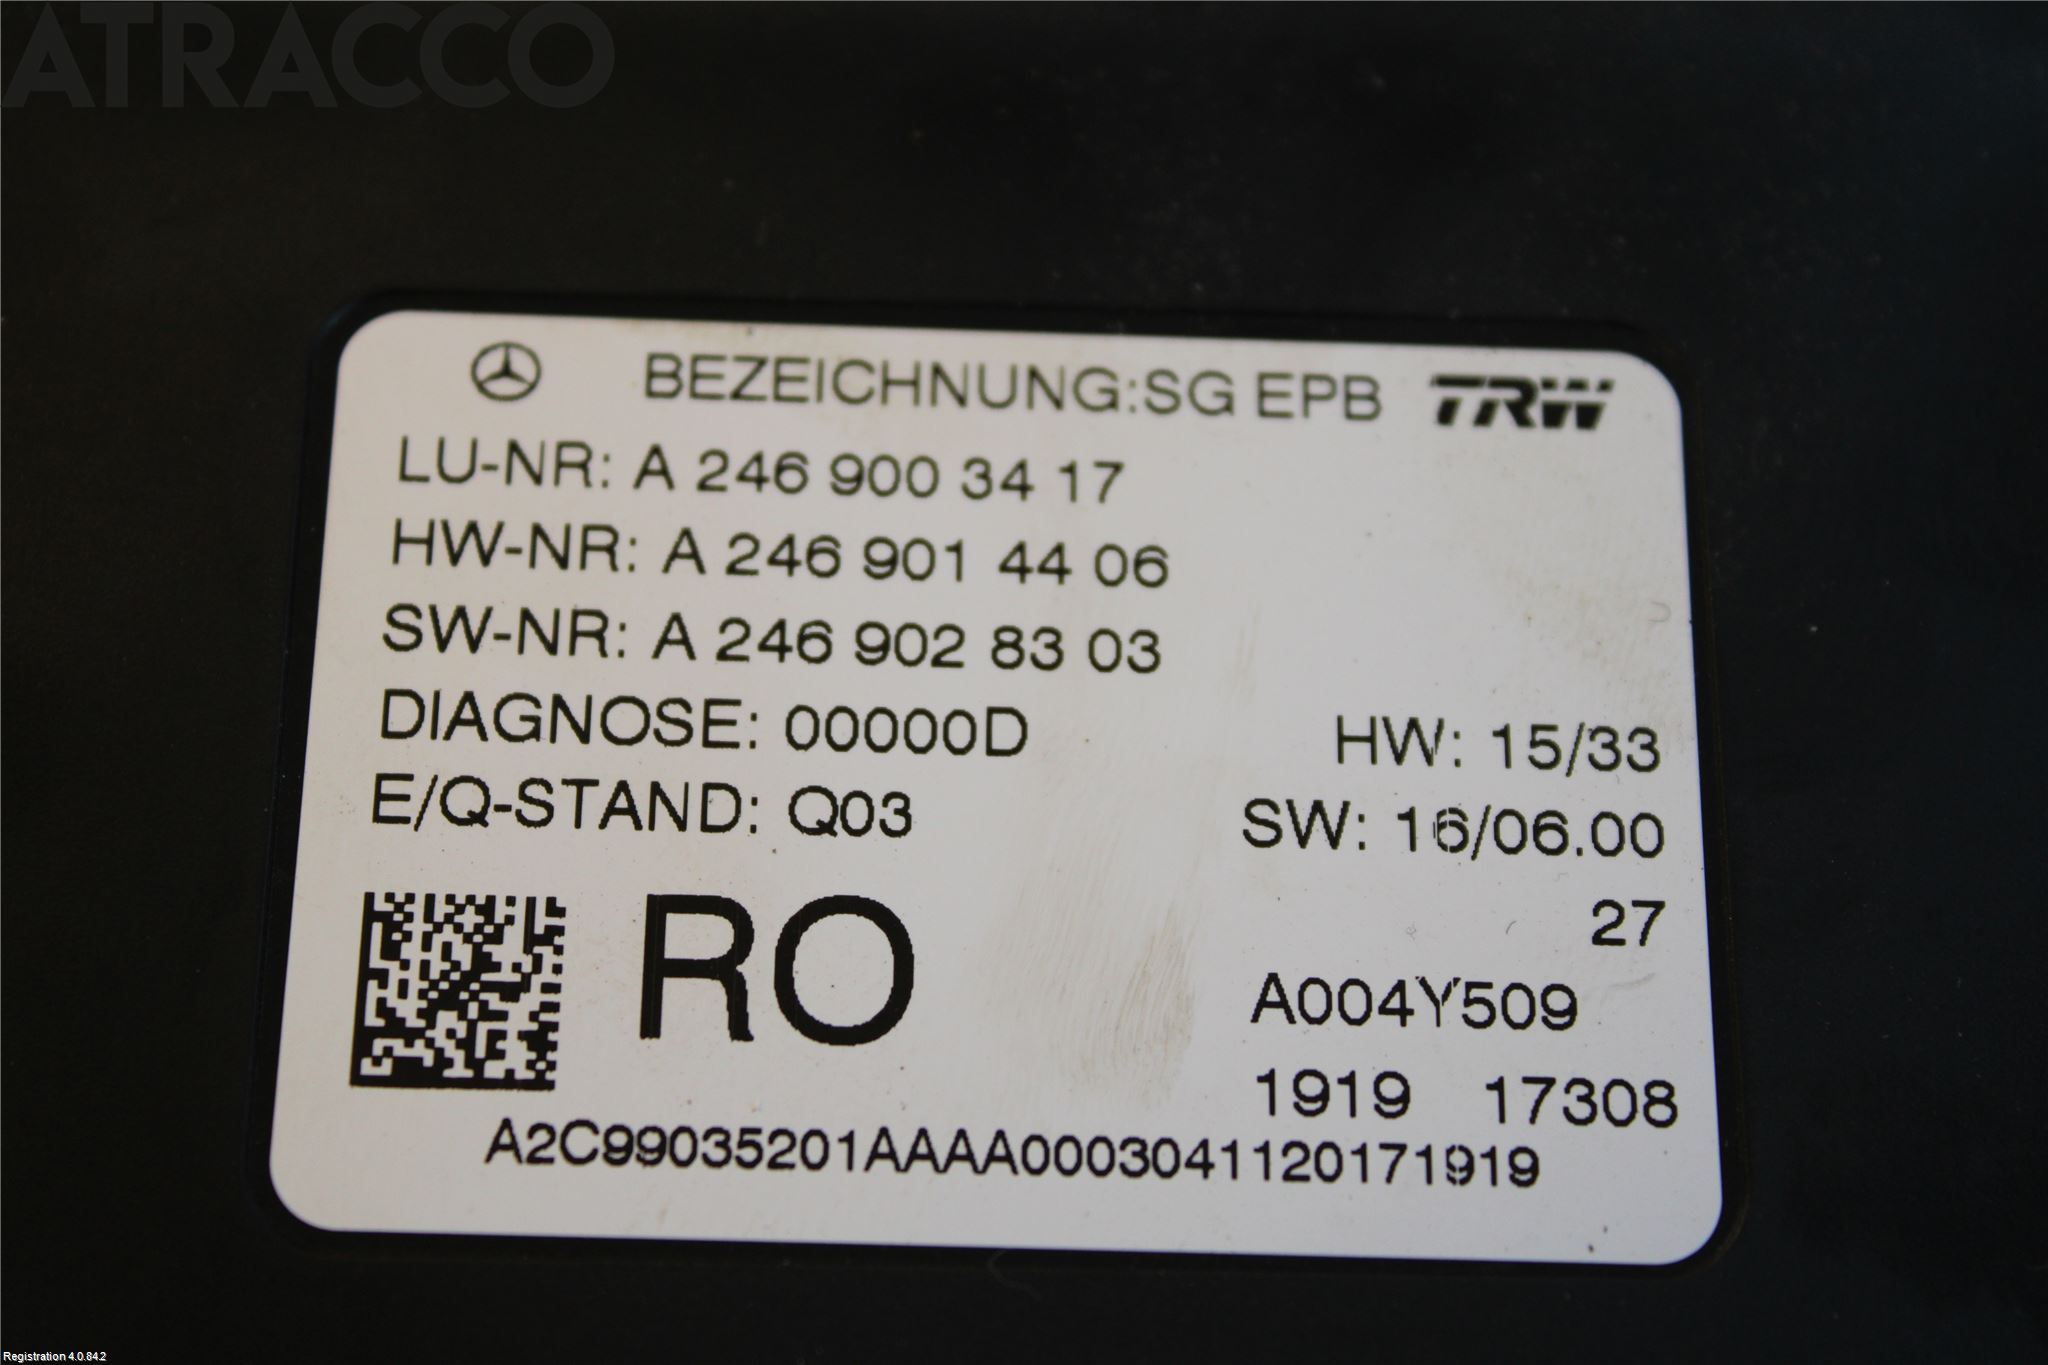 ATRACCO
BEZEICHNUNG:SG EPB TRW
LU-NR: A 246 900 34 17
HW-NR: A 246 901 44 06
SW-NR: A 246 902 83 03
DIAGNOSE: 00000D HW: 15/33
E/Q-STAND: Q03 SW: 16/06.00
27
RO A004Y509
1919 17308
A2C99035201AAAA0003041120171919
Registration 4.0.84.2